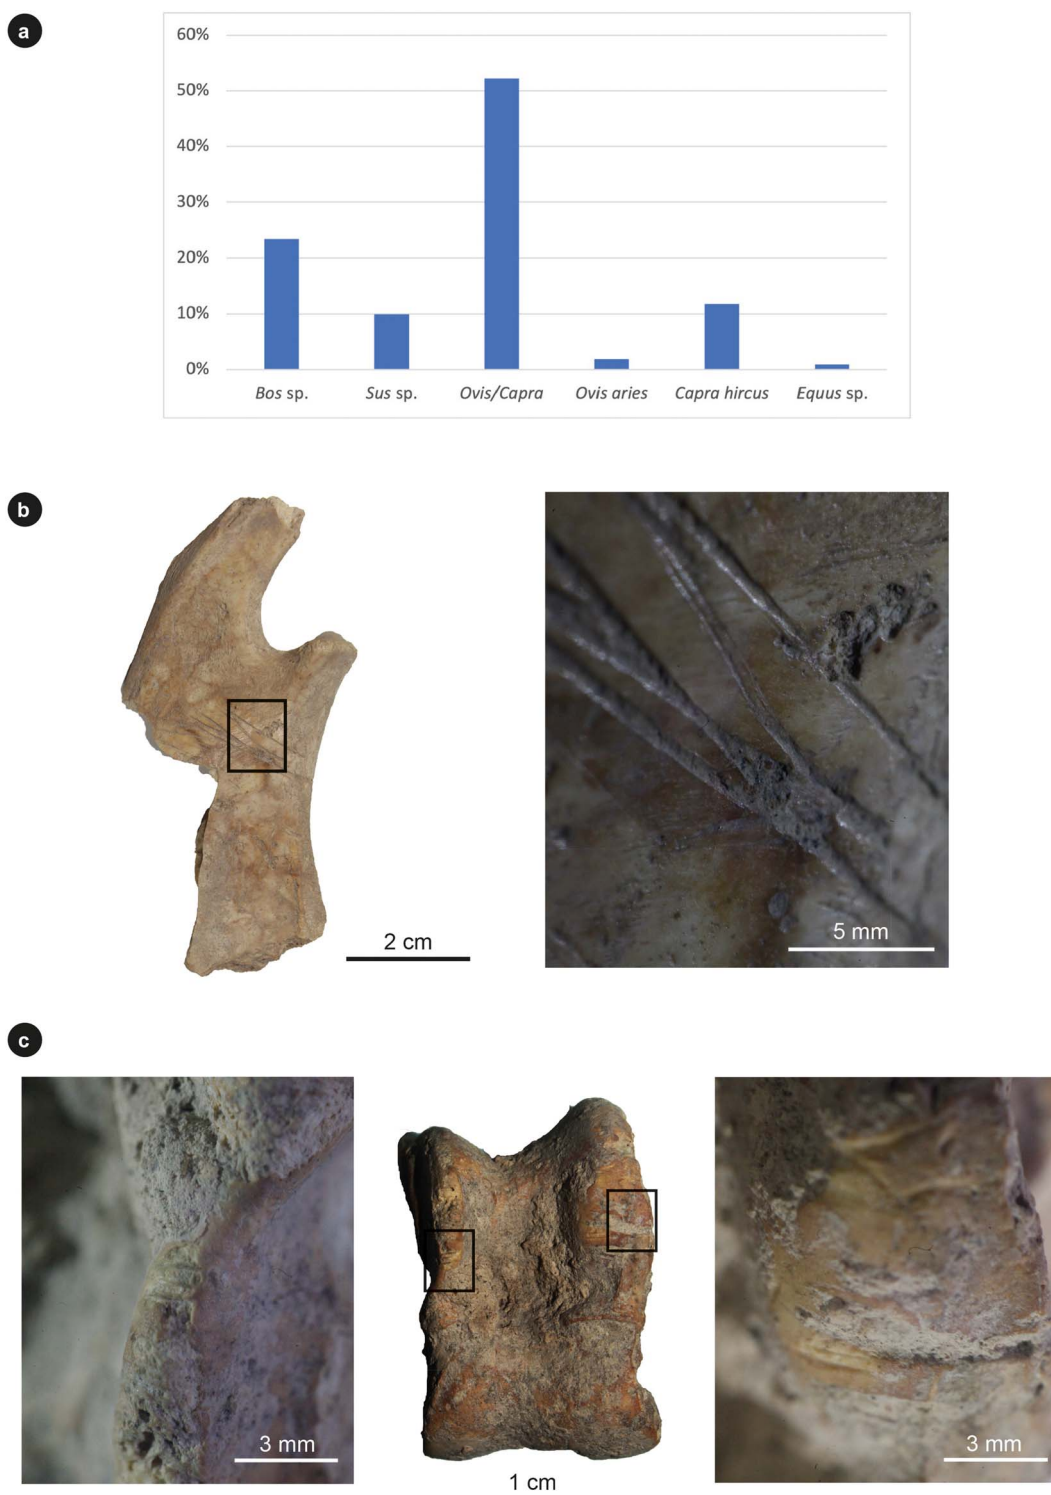 a
60%
50%
40%
30%
20%
10%
0%
Bos sp.
Sus sp.
Ovis/Capra
Ovis aries
Capra hircus
Equus sp.
b
2 cm
5 mm
c
3 mm
1 cm
3 mm